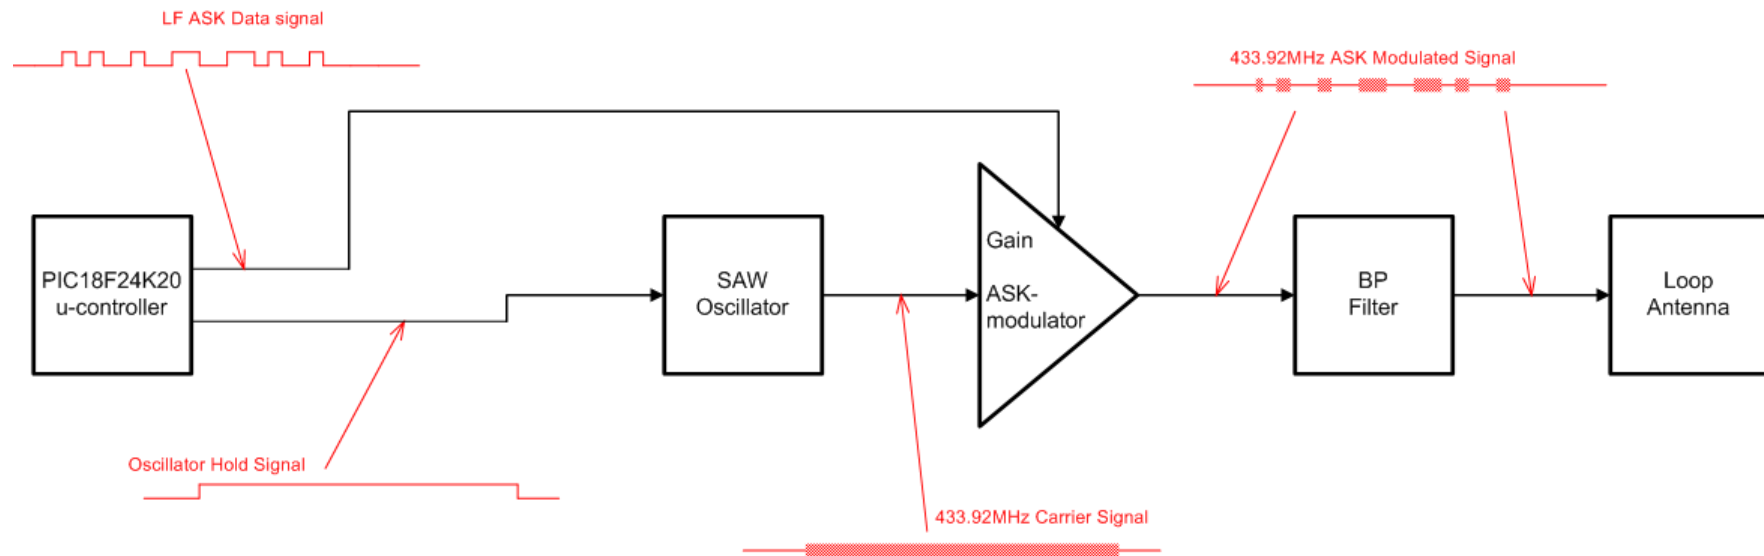 LF ASK Data signal
433.92MHz ASK Modulated Signal
PIC18F24K20
u-controller
SAW
Oscillator
Gain
ASK-
modulator
BP
Filter
Loop
Antenna
Oscillator Hold Signal
433.92MHz Carrier Signal